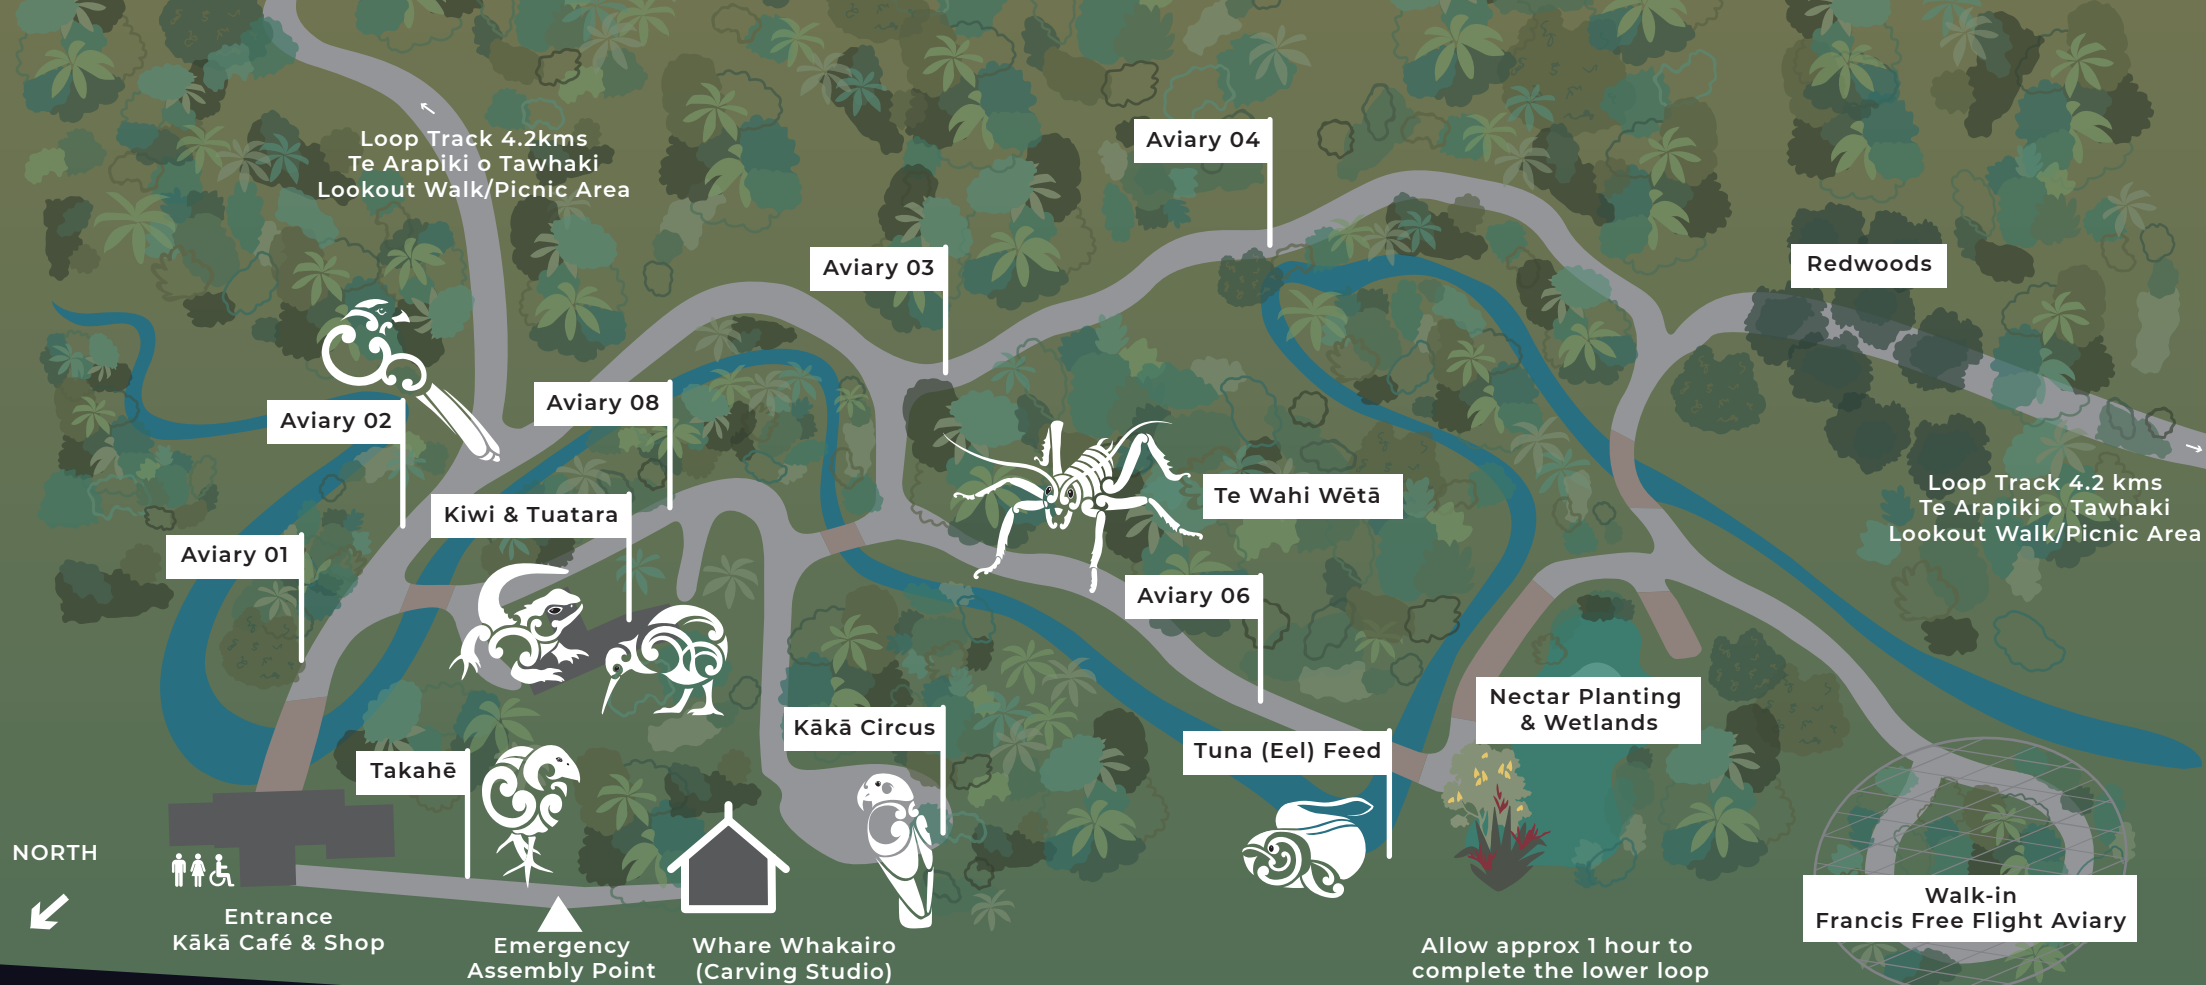 Loop Track 4.2kms
Te Arapiki o Tawhaki
Lookout Walk/Picnic Area
Aviary 04
Aviary 03
Redwoods
Aviary 08
Aviary 02
Kiwi & Tuatara
Te Wahi Wētā
Loop Track 4.2 kms
Te Arapiki o Tawhaki
Lookout Walk/Picnic Area
Aviary 01
Aviary 06
Nectar Planting
& Wetlands
Kākā Circus
Tuna (Eel) Feed
Takahē
NORTH
Entrance
Kākā Café & Shop
Emergency
Assembly Point
Whare Whakairo
(Carving Studio)
Allow approx 1 hour to
complete the lower loop
Walk-in
Francis Free Flight Aviary